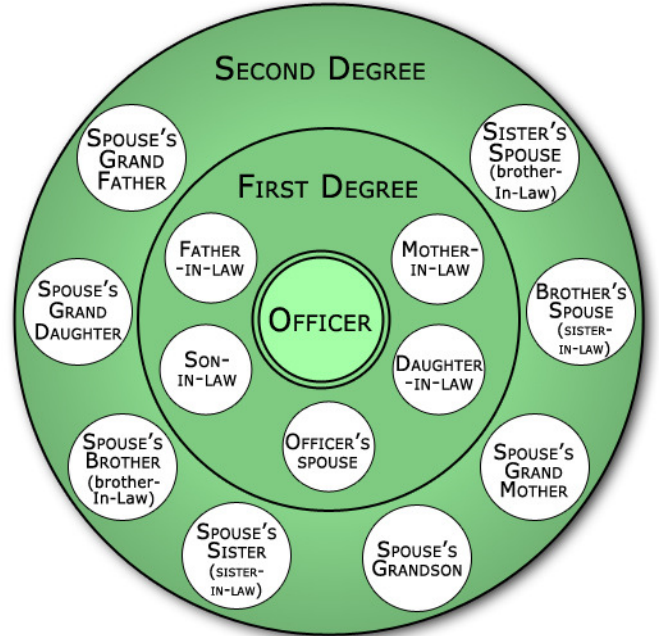 Second Degree
Spouse's
Grand
Father
Sister's
Spouse
(brother-
In-Law)
First Degree
Father
-in-law
Mother-
in-law
Spouse's
Grand
Daughter
Officer
Brother's
Spouse
(sister-
in-law)
Son-
in-law
Daughter
-in-law
Spouse's
Brother
(brother-
In-Law)
Officer's
spouse
Spouse's
Grand
Mother
Spouse's
Sister
(sister-
in-law)
Spouse's
Grandson